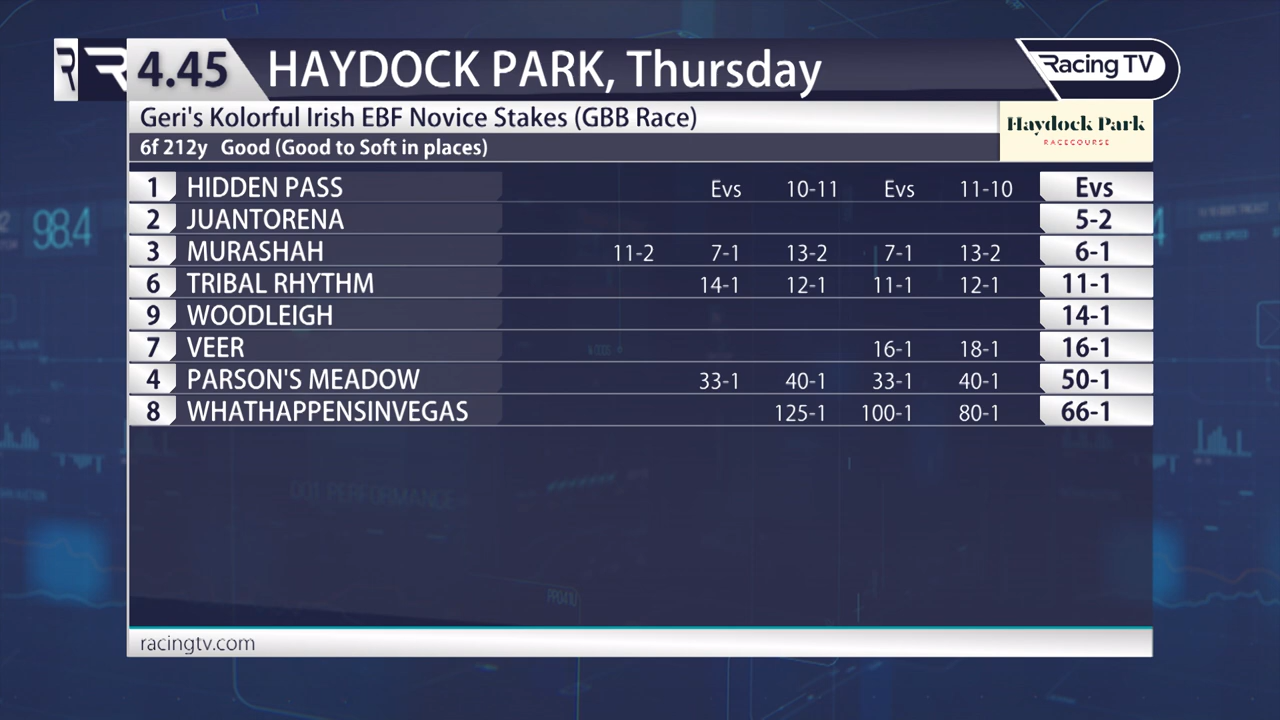 4.45 HAYDOCK PARK, Thursday Racing TV
Geri's Kolorful Irish EBF Novice Stakes (GBB Race)
Haydock Park
RACECOURSE
6f 212y Good (Good to Soft in places)
1 HIDDEN PASS Evs 10-11 Evs 11-10 Evs
2 JUANTORENA 5-2
3 MURASHAH 11-2 7-1 13-2 7-1 13-2 6-1
6 TRIBAL RHYTHM 14-1 12-1 11-1 12-1 11-1
9 WOODLEIGH 14-1
7 VEER 16-1 18-1 16-1
4 PARSON'S MEADOW 33-1 40-1 33-1 40-1 50-1
8 WHATHAPPENSINVEGAS 125-1 100-1 80-1 66-1
98.4
racingtv.com